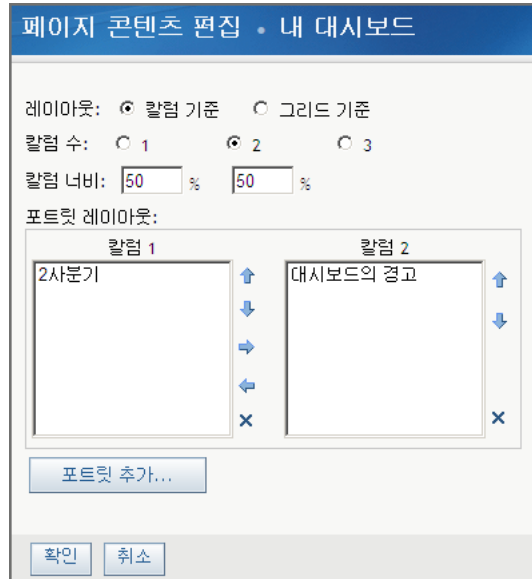 페이지 콘텐츠 편집 • 내 대시보드
레이아웃: 칼럼 기준 그리드 기준
칼럼 수: 1 2 3
칼럼 너비: 50 % 50 %
포트릿 레이아웃:
칼럼 1 칼럼 2
2사분기 대시보드의 경고
포트릿 추가...
확인 취소